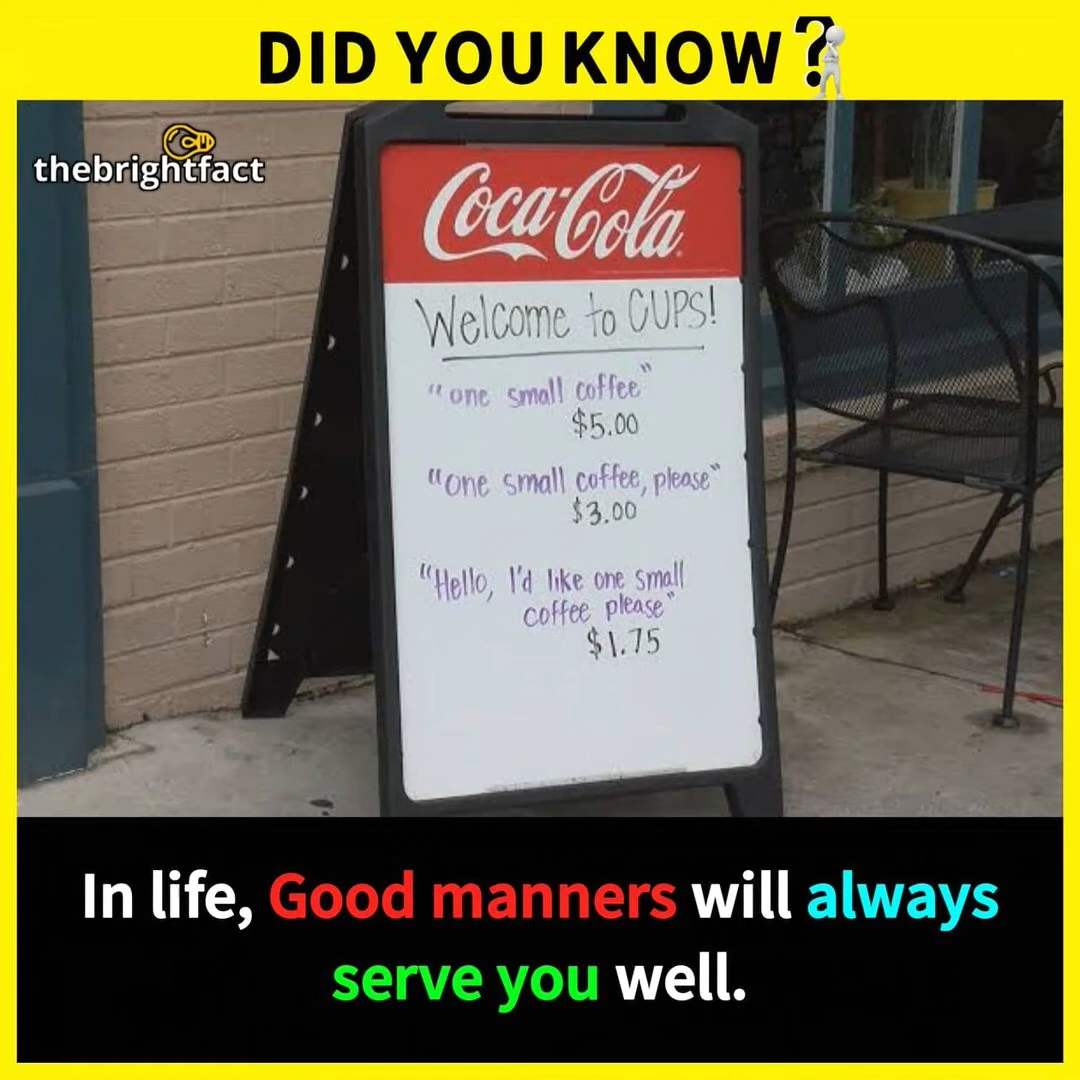 DID YOU KNOW?
thebrightfact
Coca-Cola
Welcome to CUPS!
"one small coffee"
$5.00
"one small coffee, please"
$3.00
"Hello, I'd like one small
coffee please"
$1.75
In life, Good manners will always
serve you well.